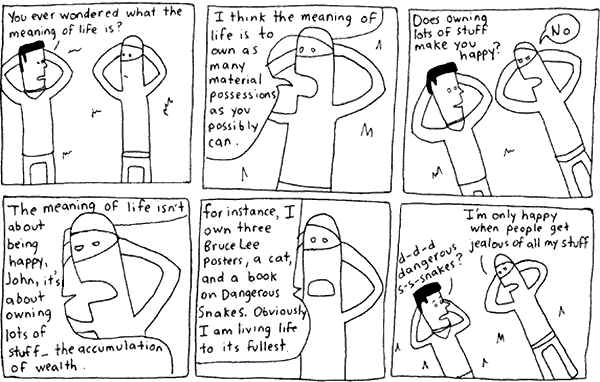 You ever wondered what the
meaning of life is?
I think the meaning of
life is to
own as
many
material
possessions
as you
possibly
can.
Does owning
lots of stuff
make you
happy?
No
The meaning of life isn't
about
being
happy,
John, it's
about
owning
lots of
stuff_ the accumulation
of wealth.
for instance, I
own three
Bruce Lee
posters, a cat,
and a book
on Dangerous
Snakes. Obviously
I am living life
to its fullest.
I'm only happy
when people get
jealous of all my stuff
d-d-d
dangerous
s-s-snakes?